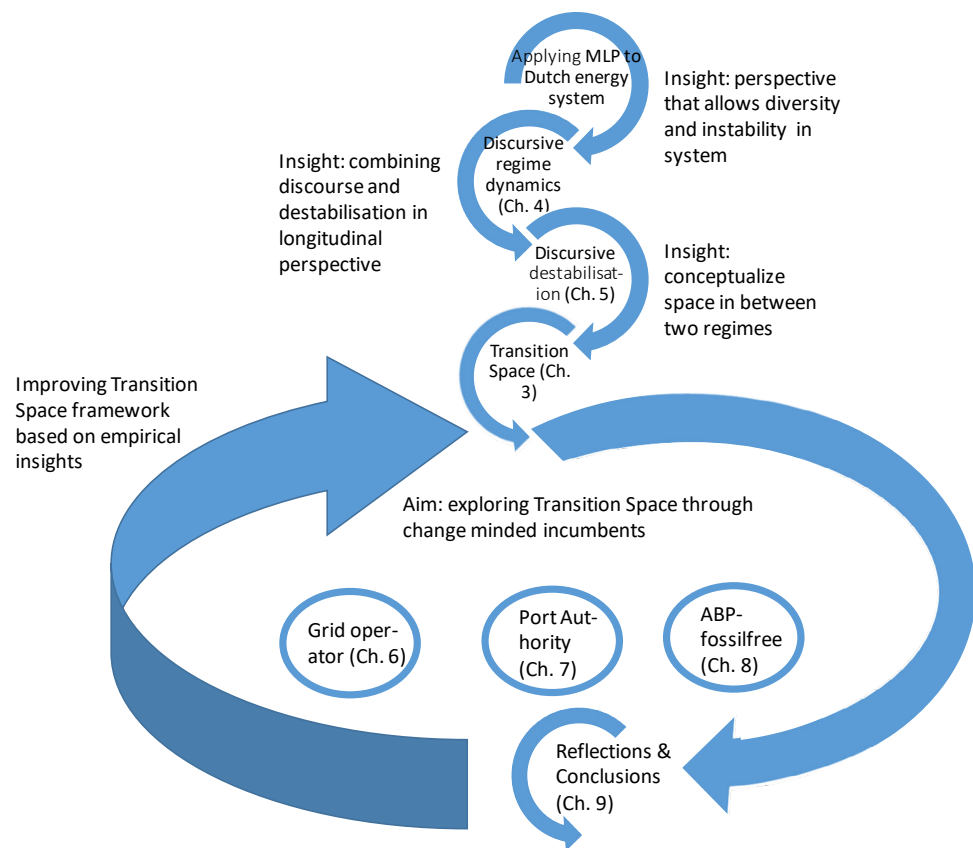 Applying MLP to
Dutch energy
system
Insight: perspective
that allows diversity
and instability in
system
Discursive
regime
dynamics
(Ch. 4)
Insight: combining
discourse and
destabilisation in
longitudinal
perspective
Discursive
destabilisat-
ion (Ch. 5)
Insight:
conceptualize
space in between
two regimes
Transition
Space (Ch.
3)
Improving Transition
Space framework
based on empirical
insights
Aim: exploring Transition Space through
change minded incumbents
Grid oper-
ator (Ch. 6)
Port Aut-
hority
(Ch. 7)
ABP-
fossilfree
(Ch. 8)
Reflections &
Conclusions
(Ch. 9)